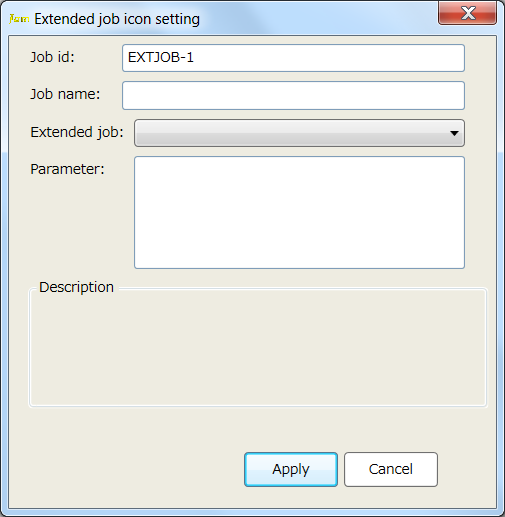 Extended job icon setting
Job id: EXTJOB-1
Job name:
Extended job:
Parameter:
Description
Apply Cancel